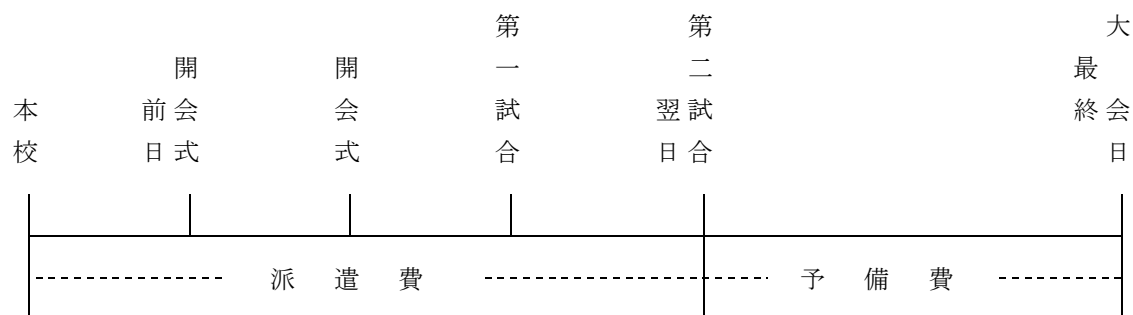 本校
開会式
前日
開会式
第一試合
第二試合
翌日
大会
最終日
派遣費
予備費